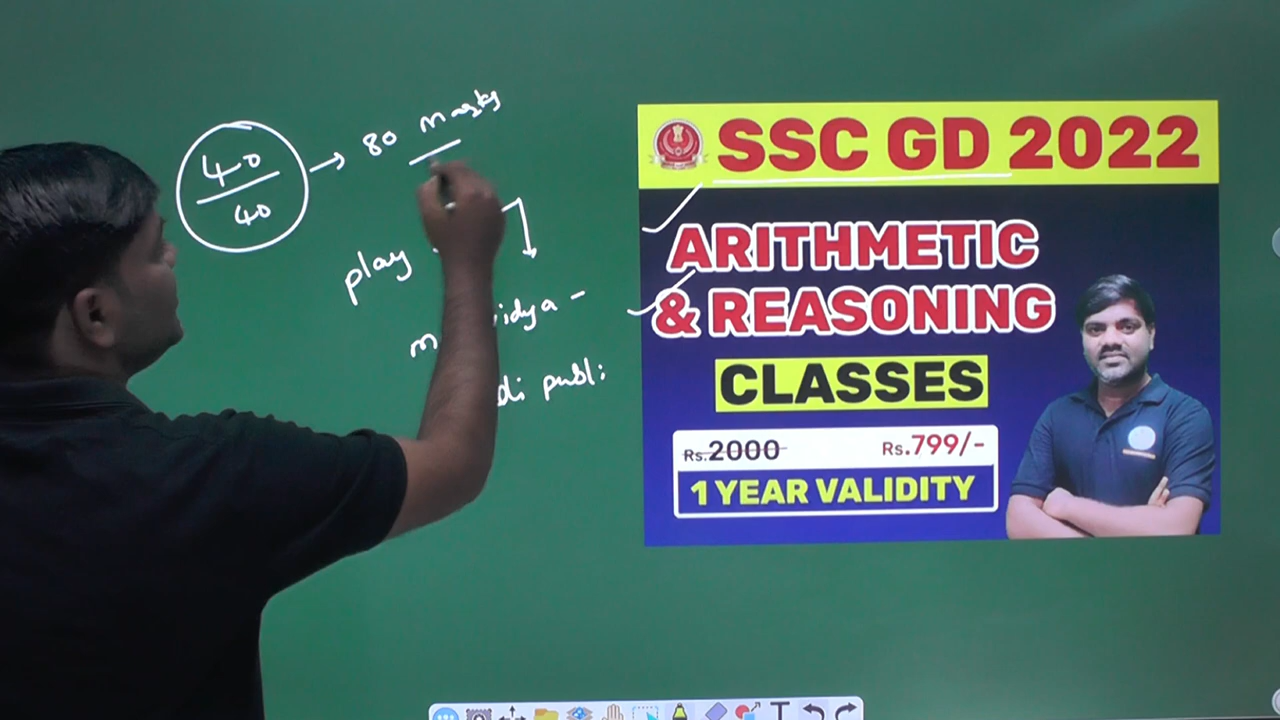 40
40
→ 80 marks
play
idya -
di publi
SSC GD 2022
ARITHMETIC
& REASONING
CLASSES
Rs.2000 Rs.799/-
1 YEAR VALIDITY